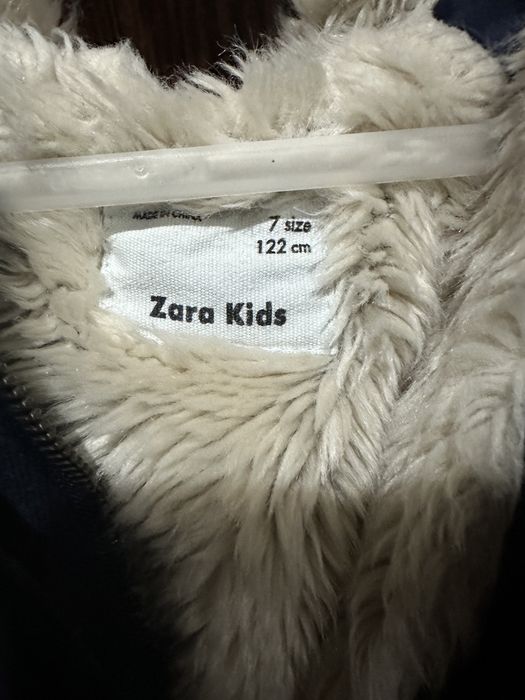 MADE IN CHINA
7 size
122 cm
Zara Kids